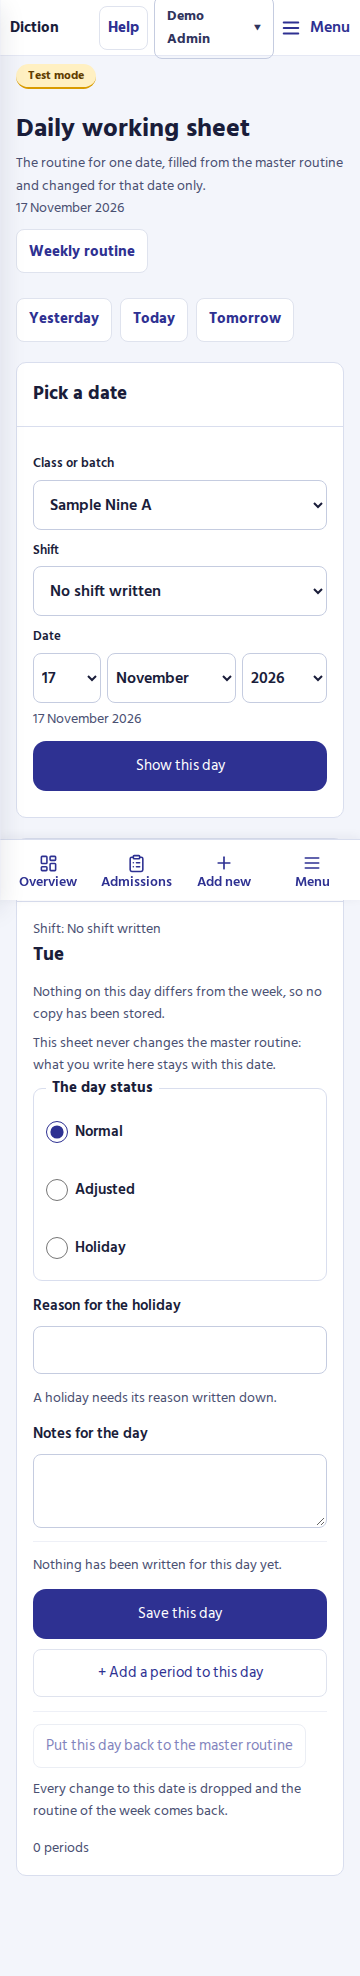 Diction
Help
Demo
Admin
Menu
Test mode
Daily working sheet
The routine for one date, filled from the master routine
and changed for that date only.
17 November 2026
Weekly routine
Yesterday
Today
Tomorrow
Pick a date
Class or batch
Sample Nine A
Shift
No shift written
Date
17
November
2026
17 November 2026
Show this day
Overview
Admissions
Add new
Menu
Shift: No shift written
Tue
Nothing on this day differs from the week, so no
copy has been stored.
This sheet never changes the master routine:
what you write here stays with this date.
The day status
Normal
Adjusted
Holiday
Reason for the holiday
A holiday needs its reason written down.
Notes for the day
Nothing has been written for this day yet.
Save this day
+ Add a period to this day
Put this day back to the master routine
Every change to this date is dropped and the
routine of the week comes back.
0 periods